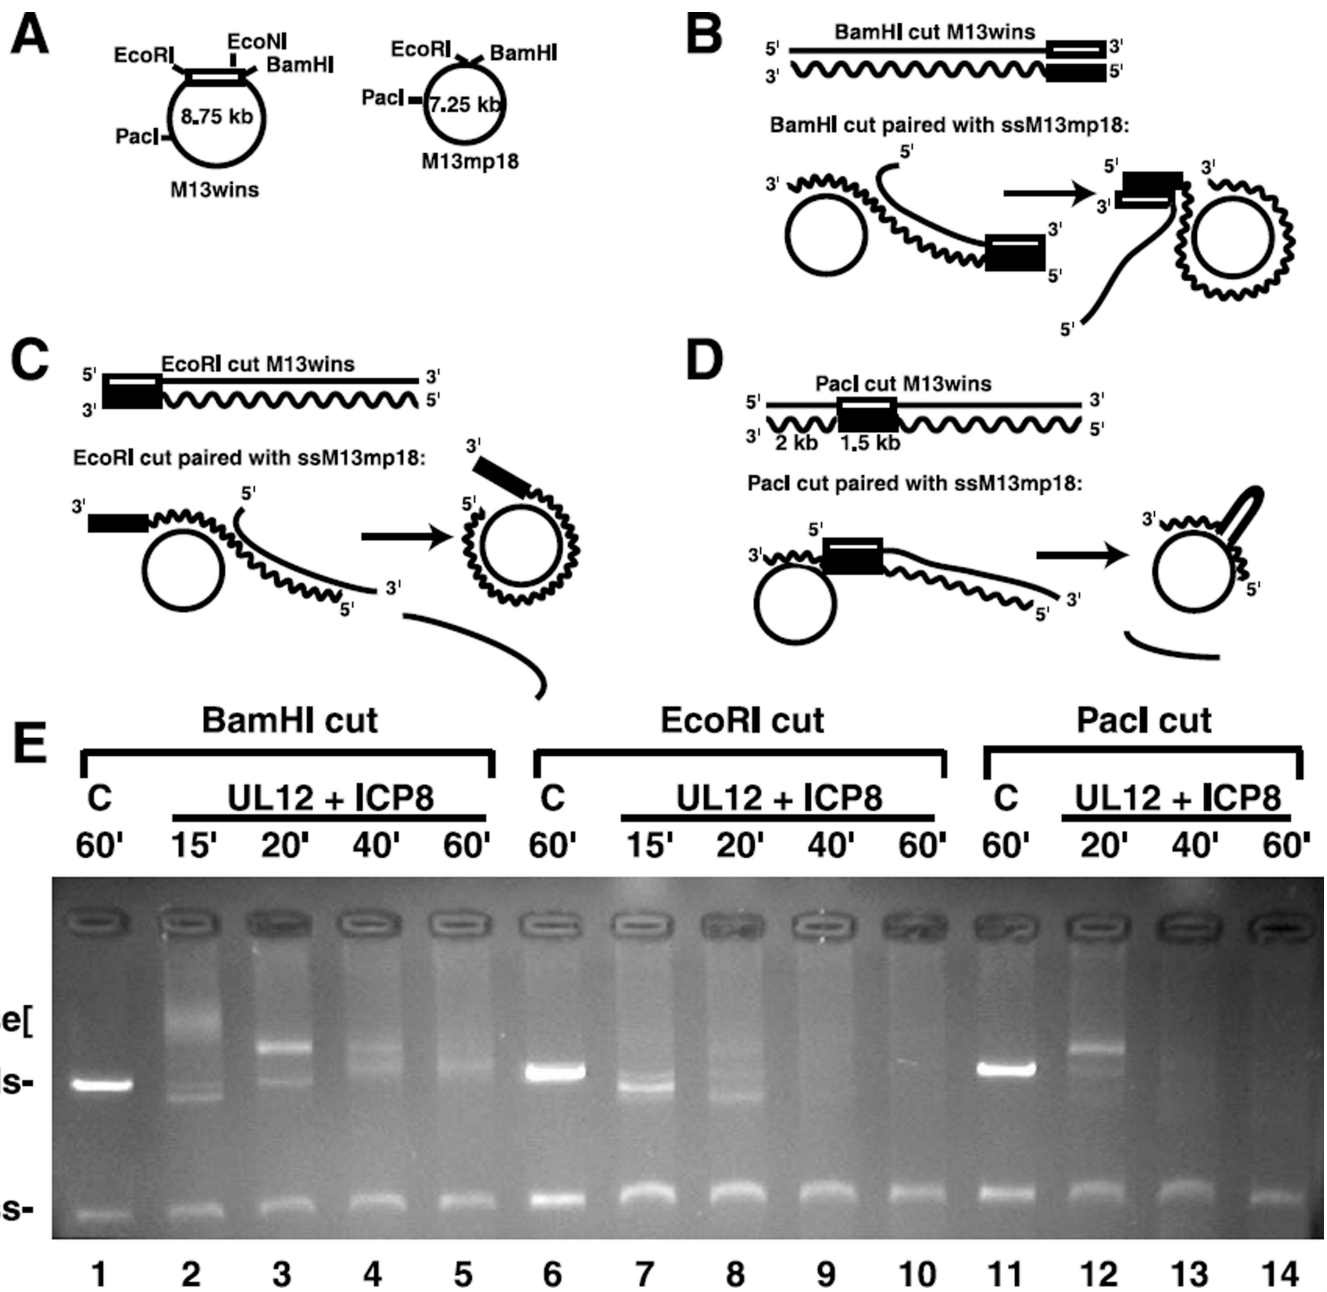 A
EcoRI
EcoNI
BamHI
8.75 kb
PacI
M13wins
EcoRI
BamHI
PacI
7.25 kb
M13mp18
B
BamHI cut M13wins
5' 3'
3' 5'
BamHI cut paired with ssM13mp18:
5'
3'
3'
5'
5' 3'
3'
5'
C
EcoRI cut M13wins
5' 3'
3' 5'
EcoRI cut paired with ssM13mp18:
3'
5'
3'
5'
3'
5'
D
PacI cut M13wins
5' 3'
3' 2 kb 1.5 kb 5'
PacI cut paired with ssM13mp18:
5'
3'
3'
5'
3'
5'
E
BamHI cut EcoRI cut PacI cut
C UL12 + ICP8 C UL12 + ICP8 C UL12 + ICP8
60' 15' 20' 40' 60' 60' 15' 20' 40' 60' 60' 20' 40' 60'
e[
s-
s-
1 2 3 4 5 6 7 8 9 10 11 12 13 14